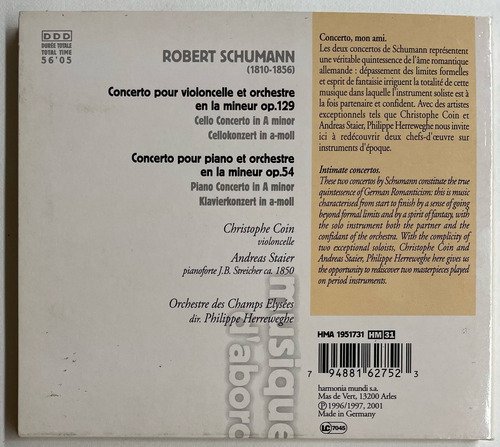 DDD
DURÉE TOTALE
TOTAL TIME
56'05
ROBERT SCHUMANN
(1810-1856)
Concerto pour violoncelle et orchestre
en la mineur op.129
Cello Concerto in A minor
Cellokonzert in a-moll
Concerto pour piano et orchestre
en la mineur op.54
Piano Concerto in A minor
Klavierkonzert in a-moll
Christophe Coin
violoncelle
Andreas Staier
pianoforte J.B. Streicher ca. 1850
Orchestre des Champs Elysées
dir. Philippe Herreweghe
musique
d'abord
Concerto, mon ami.
Les deux concertos de Schumann représentent
une véritable quintescence de l'âme romantique
allemande : dépassement des limites formelles
et esprit de fantaisie irriguent la totalité de cette
musique dans laquelle l'instrument soliste est à
la fois partenaire et confident. Avec des artistes
exceptionnels tels que Christophe Coin et
Andreas Staier, Philippe Herreweghe nous invite
ici à redécouvrir deux chefs-d'œuvre sur
instruments d'époque.
Intimate concertos.
These two concertos by Schumann constitute the true
quintessence of German Romanticism: this is music
characterised from start to finish by a sense of going
beyond formal limits and by a spirit of fantasy, with
the solo instrument both the partner and the
confidant of the orchestra. With the complicity of
two exceptional soloists, Christophe Coin and
Andreas Staier, Philippe Herreweghe here gives us
the opportunity to rediscover two masterpieces played
on period instruments.
HMA 1951731 HM 31
7 94881 62752 3
harmonia mundi s.a.
Mas de Vert, 13200 Arles
℗ 1996/1997, 2001
Made in Germany
LC 7045